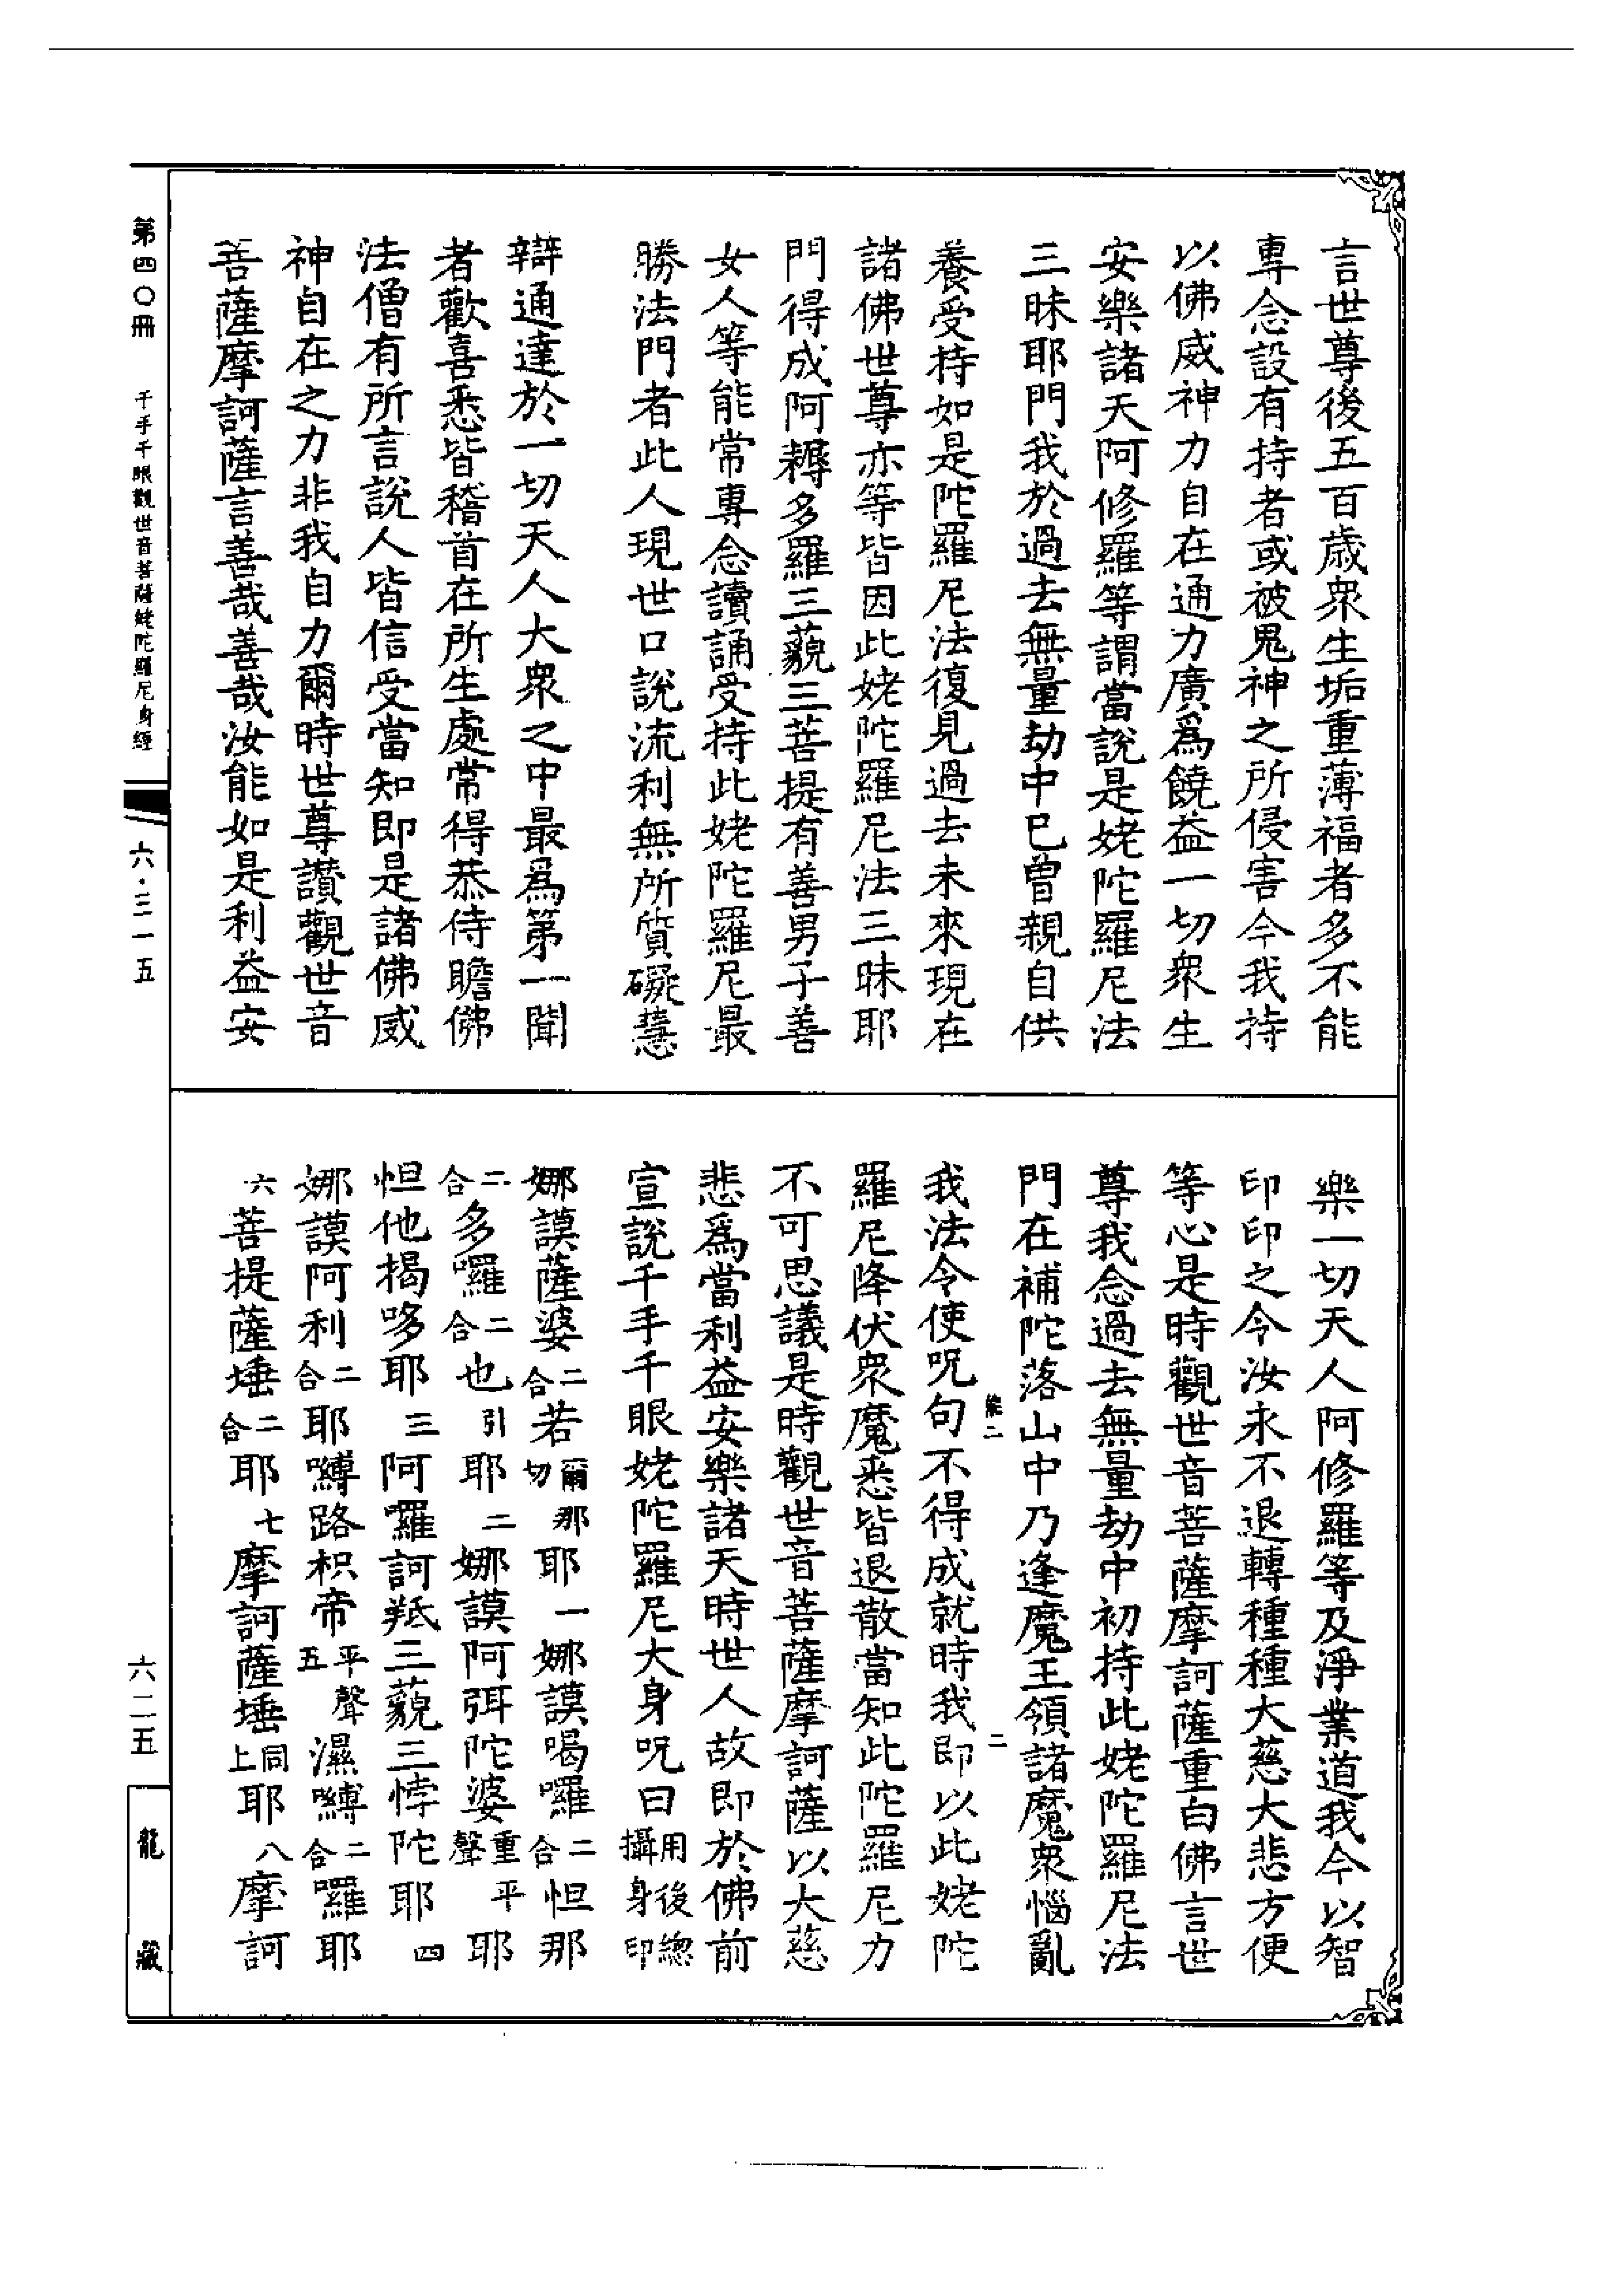 言世尊後五百歲衆生垢重薄福者多不能
專念設有持者或被鬼神之所侵害今我持
以佛威神力自在通力廣爲饒益一切衆生
安樂諸天阿修羅等謂當說是姥陀羅尼法
三昧耶門我於過去無量劫中已曾親自供
養受持如是陀羅尼法復見過去未來現在
諸佛世尊亦等皆因此姥陀羅尼法三昧耶
門得成阿耨多羅三藐三菩提有善男子善
女人等能常專念讀誦受持此姥陀羅尼最
勝法門者此人現世口說流利無所質礙慧
辯通達於一切天人大衆之中最爲第一聞
者歡喜悉皆稽首在所生處常得恭侍瞻佛
法僧有所言說人皆信受當知即是諸佛威
神自在之力非我自力爾時世尊讚觀世音
菩薩摩訶薩言善哉善哉汝能如是利益安
樂一切天人阿修羅等及淨業道我今以智
印印之令汝永不退轉種種大慈大悲方便
等心是時觀世音菩薩摩訶薩重白佛言世
尊我念過去無量劫中初持此姥陀羅尼法
門在補陀落山中乃逢魔王領諸魔衆惱亂
二
我法令使呪句不得成就時我即以此姥陀
羅尼降伏衆魔悉皆退散當知此陀羅尼力
不可思議是時觀世音菩薩摩訶薩以大慈
悲爲當利益安樂諸天時世人故即於佛前
宣說千手千眼姥陀羅尼大身呪曰用後總攝身印
娜謨薩婆二合若爾那切耶一娜謨喝囉二合怛那
二合多囉二合也引耶二娜謨阿弭陀婆重平聲耶
怛他揭哆耶三阿囉訶羝三藐三悖陀耶四
娜謨阿利二合耶嚩路枳帝平聲五濕嚩二合囉耶
六菩提薩埵二合耶七摩訶薩埵同上耶八摩訶
第四〇冊 千手千眼觀世音菩薩姥陀羅尼身經
六·三一五
六二五
龍藏